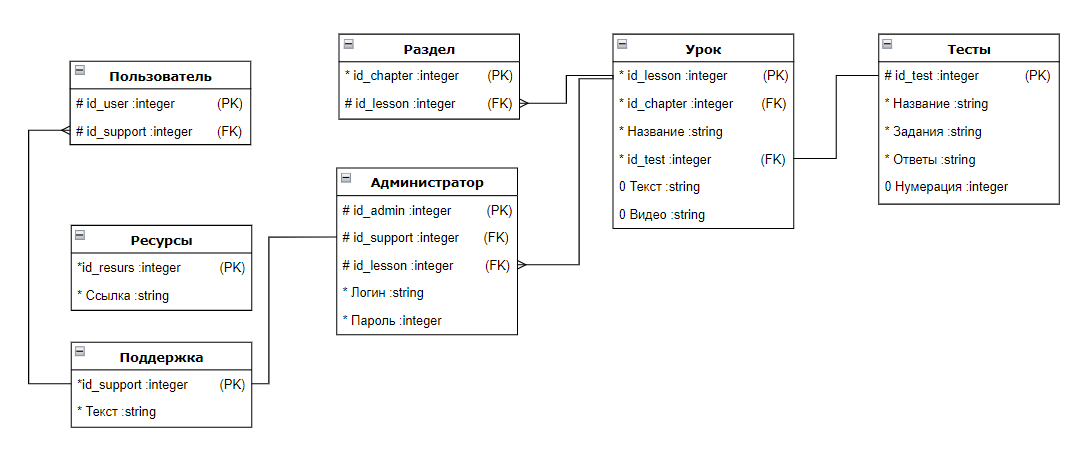 Пользователь
# id_user :integer (PK)
# id_support :integer (FK)
Ресурсы
*id_resurs :integer (PK)
* Ссылка :string
Поддержка
*id_support :integer (PK)
* Текст :string
Раздел
* id_chapter :integer (PK)
# id_lesson :integer (FK)
Администратор
# id_admin :integer (PK)
# id_support :integer (FK)
# id_lesson :integer (FK)
* Логин :string
* Пароль :integer
Урок
* id_lesson :integer (PK)
* id_chapter :integer (FK)
* Название :string
* id_test :integer (FK)
0 Текст :string
0 Видео :string
Тесты
# id_test :integer (PK)
* Название :string
* Задания :string
* Ответы :string
0 Нумерация :integer